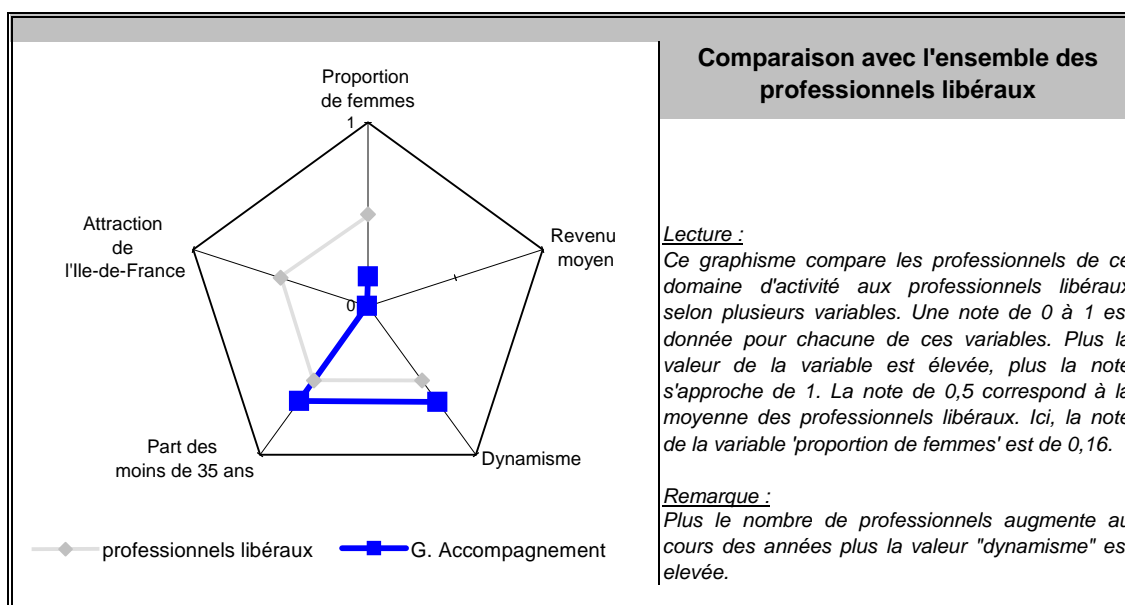 Comparaison avec l'ensemble des
professionnels libéraux
Proportion
de femmes
1
Attraction
de
l'Ile-de-France
Revenu
moyen
0
Part des
moins de 35 ans
Dynamisme
professionnels libéraux
G. Accompagnement
Lecture :
Ce graphisme compare les professionnels de ce
domaine d'activité aux professionnels libéraux
selon plusieurs variables. Une note de 0 à 1 es
donnée pour chacune de ces variables. Plus la
valeur de la variable est élevée, plus la note
s'approche de 1. La note de 0,5 correspond à la
moyenne des professionnels libéraux. Ici, la note
de la variable 'proportion de femmes' est de 0,16.
Remarque :
Plus le nombre de professionnels augmente au
cours des années plus la valeur "dynamisme" es
elevée.